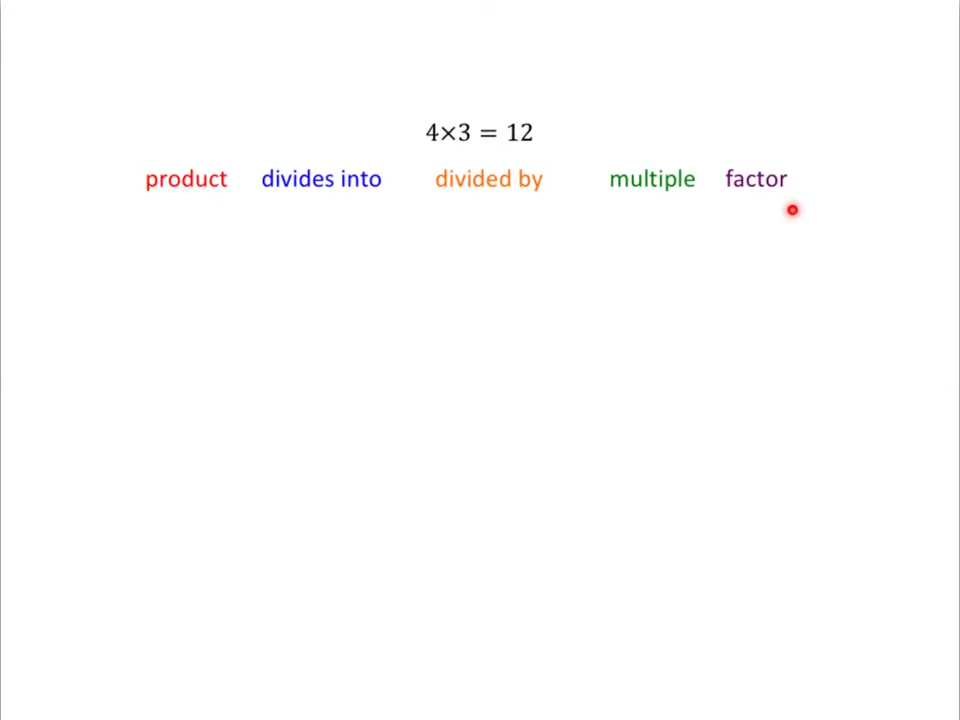 4×3 = 12
product divides into divided by multiple factor